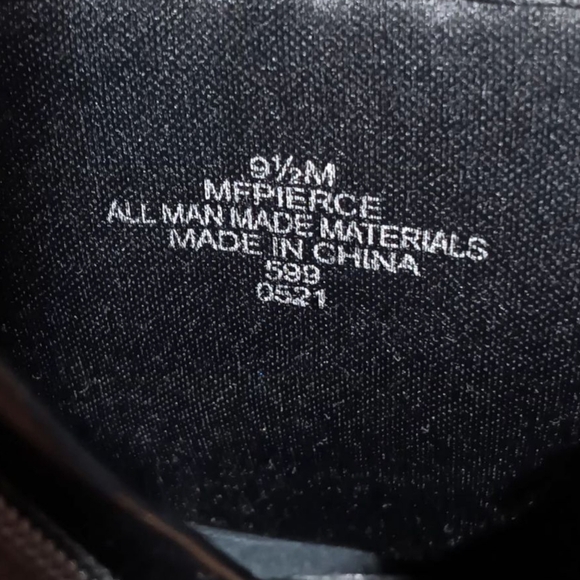 9½M
MFPIERCE
ALL MAN MADE MATERIALS
MADE IN CHINA
599
0521